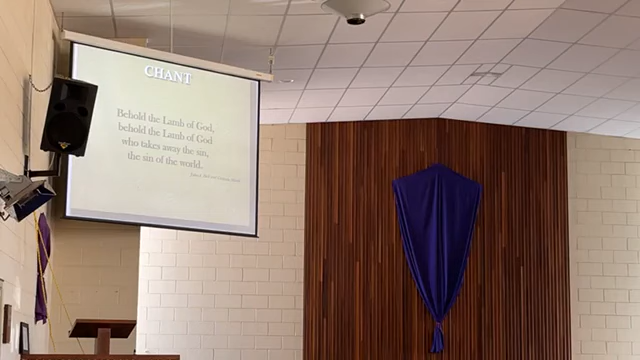 CHANT
Behold the Lamb of God,
behold the Lamb of God
who takes away the sin,
the sin of the world.